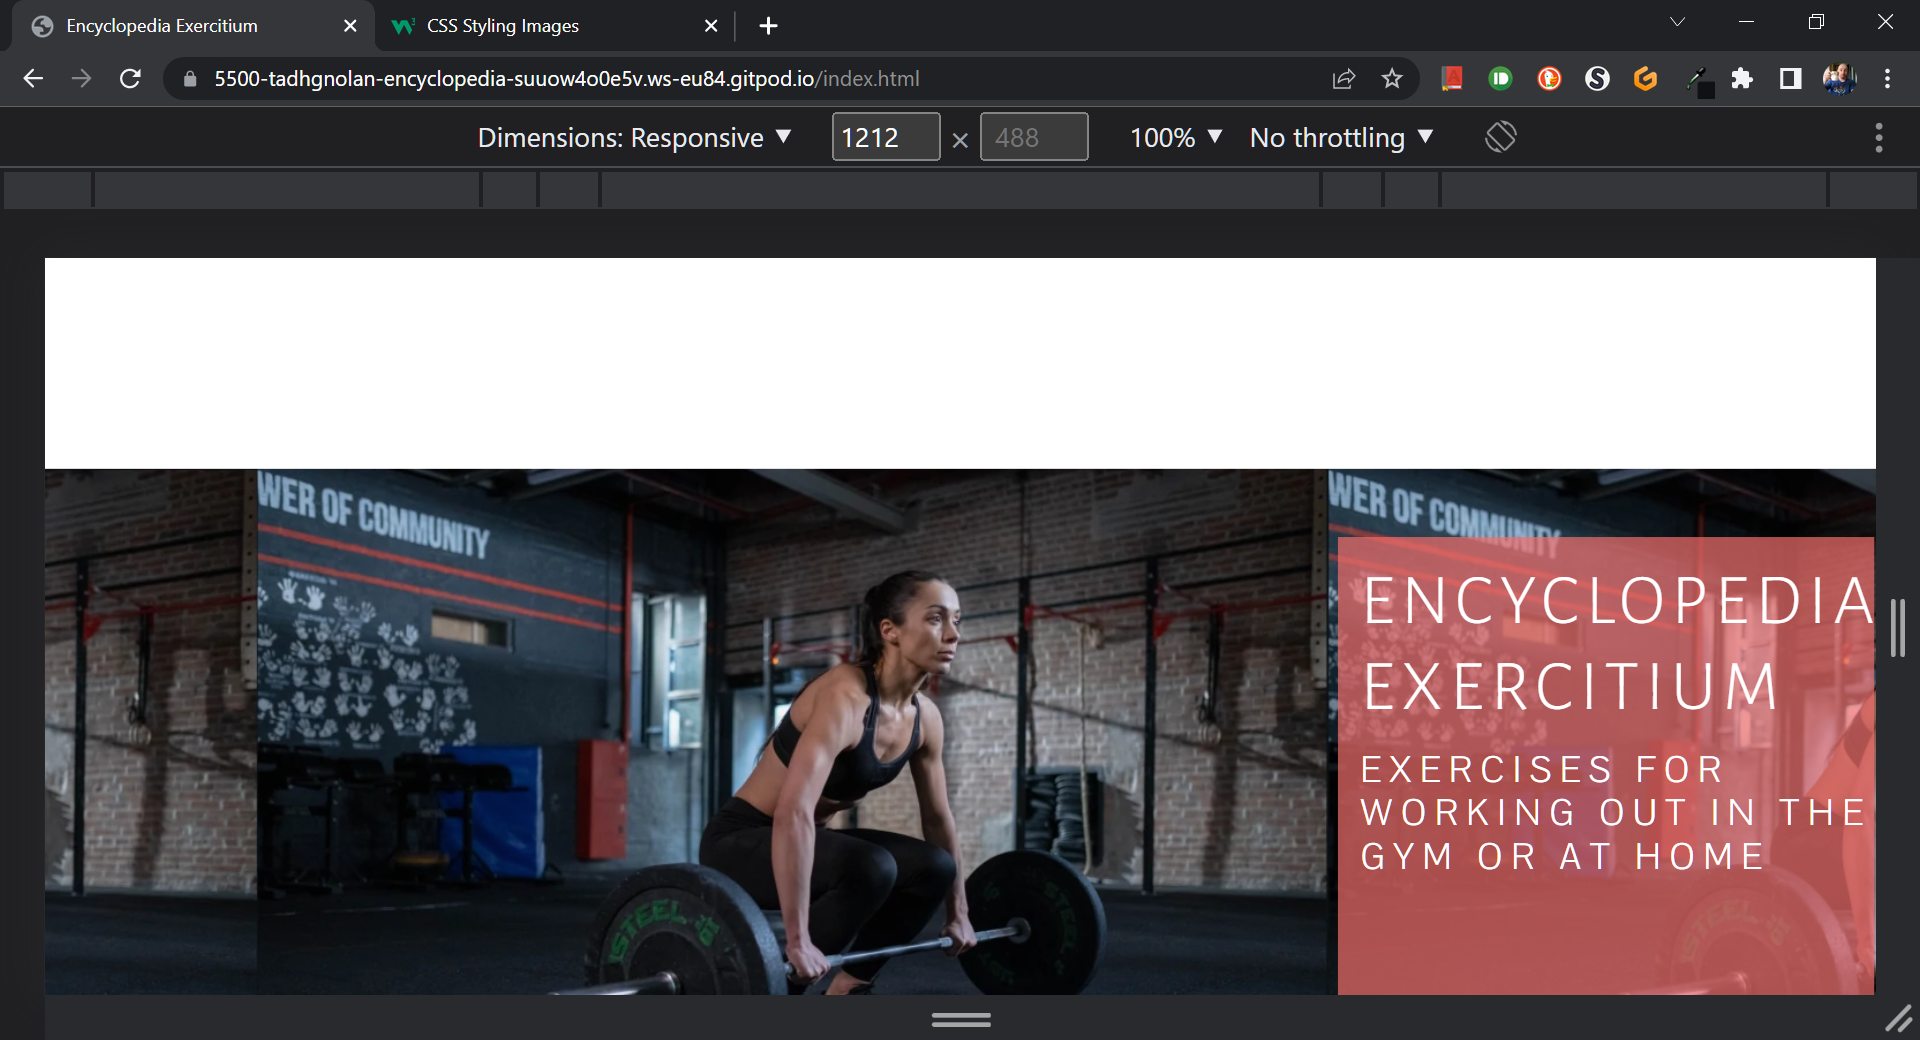 Encyclopedia Exercitium
CSS Styling Images
5500-tadhgnolan-encyclopedia-suuow4o0e5v.ws-eu84.gitpod.io/index.html
Dimensions: Responsive ▼ 1212 × 488 100% ▼ No throttling ▼
WER OF COMMUNITY
WER OF COMMUNITY
ENCYCLOPEDIA
EXERCITIUM
EXERCISES FOR
WORKING OUT IN THE
GYM OR AT HOME
STEEL
STEEL